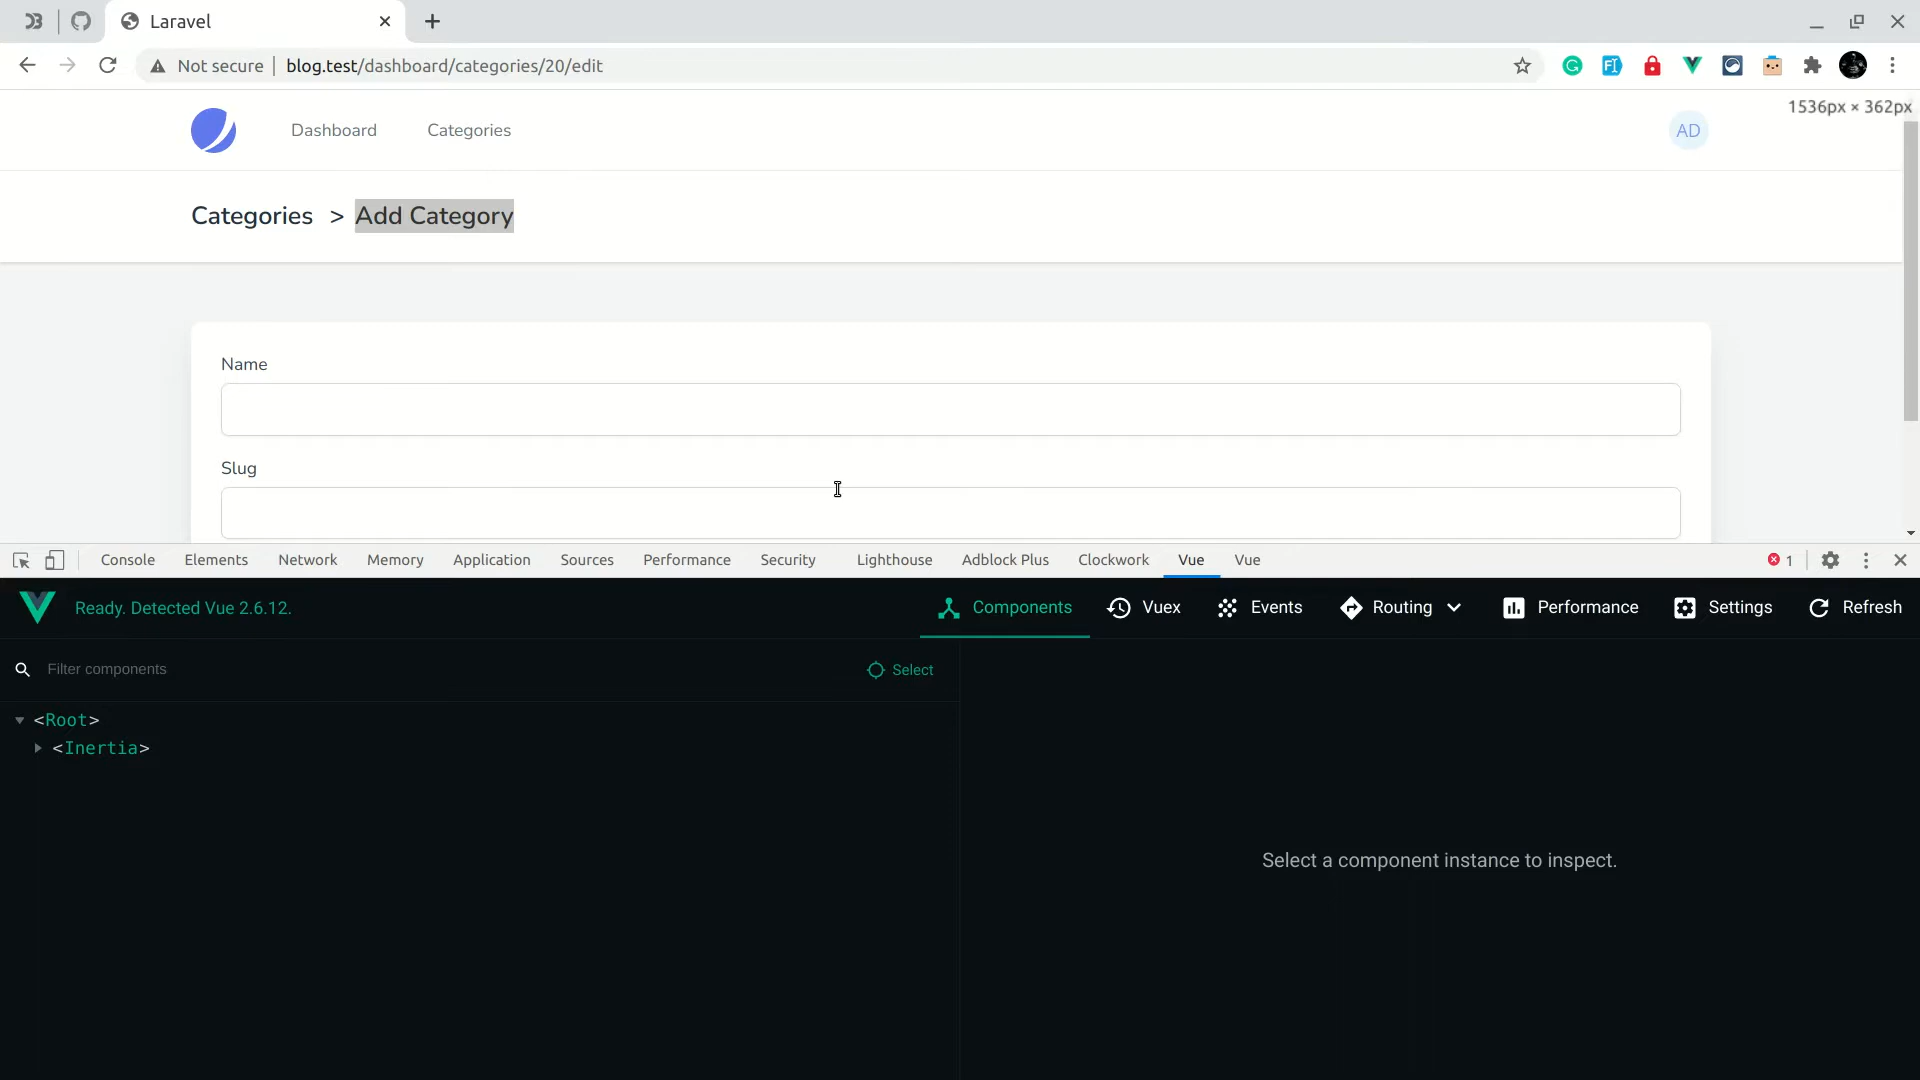 Laravel
Not secure | blog.test/dashboard/categories/20/edit
1536px × 362px
Dashboard Categories AD
Categories > Add Category
Name
Slug
Console Elements Network Memory Application Sources Performance Security Lighthouse Adblock Plus Clockwork Vue Vue 1
Ready. Detected Vue 2.6.12. Components Vuex Events Routing Performance Settings Refresh
Filter components Select
<Root>
<Inertia>
Select a component instance to inspect.